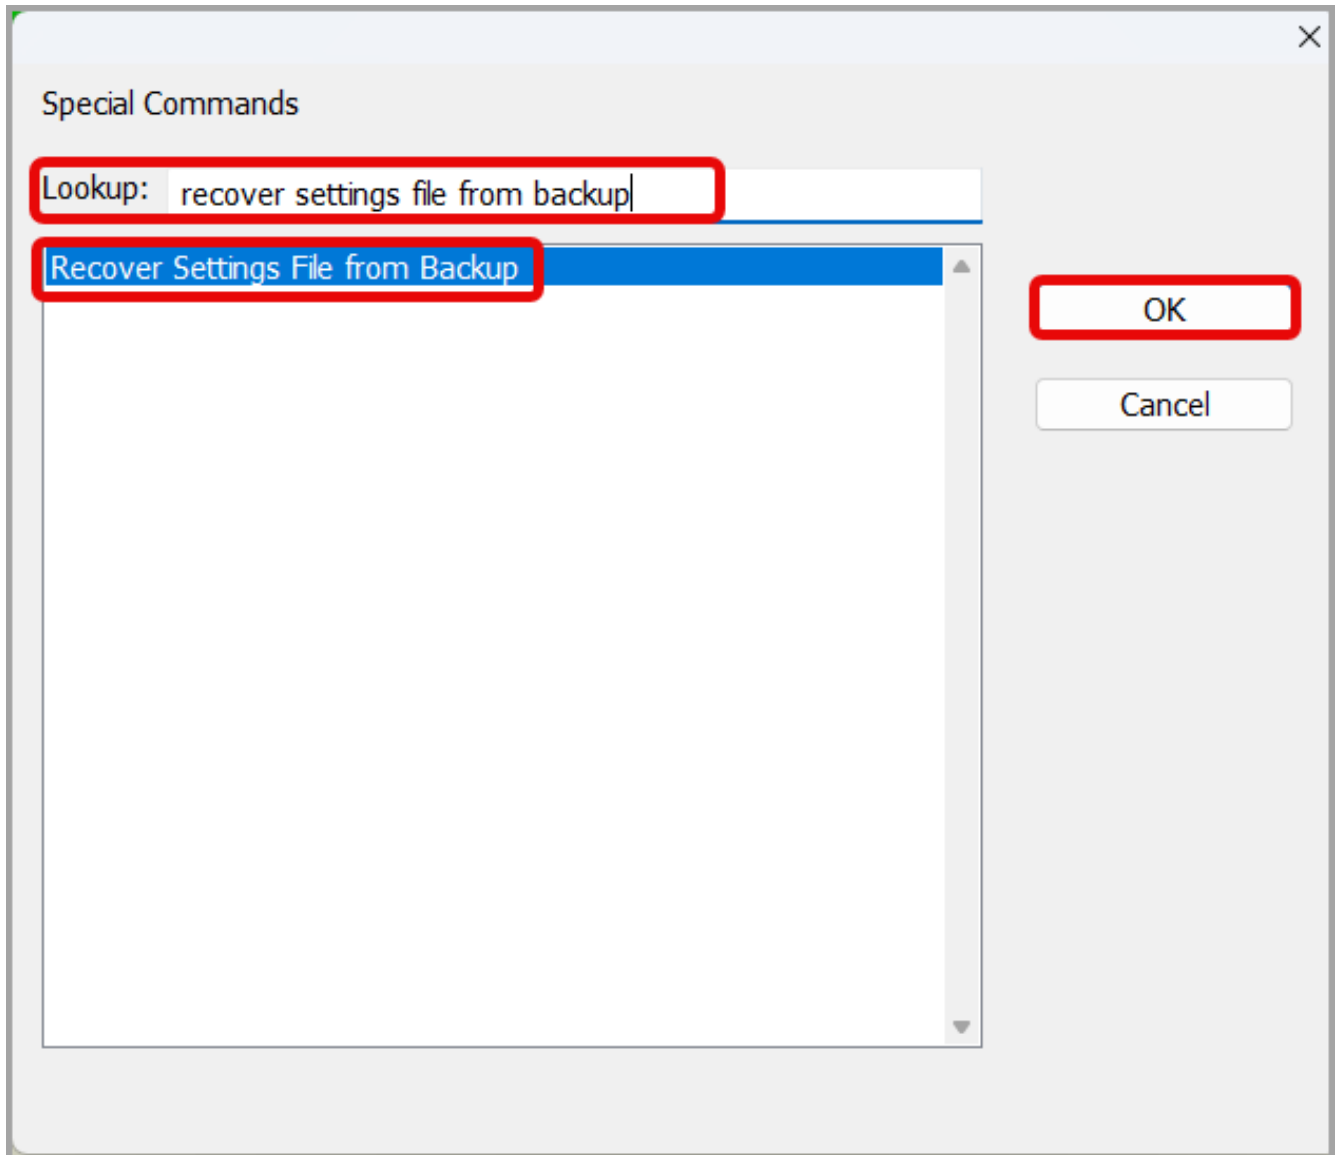 Special Commands
Lookup: recover settings file from backup
Recover Settings File from Backup
OK
Cancel